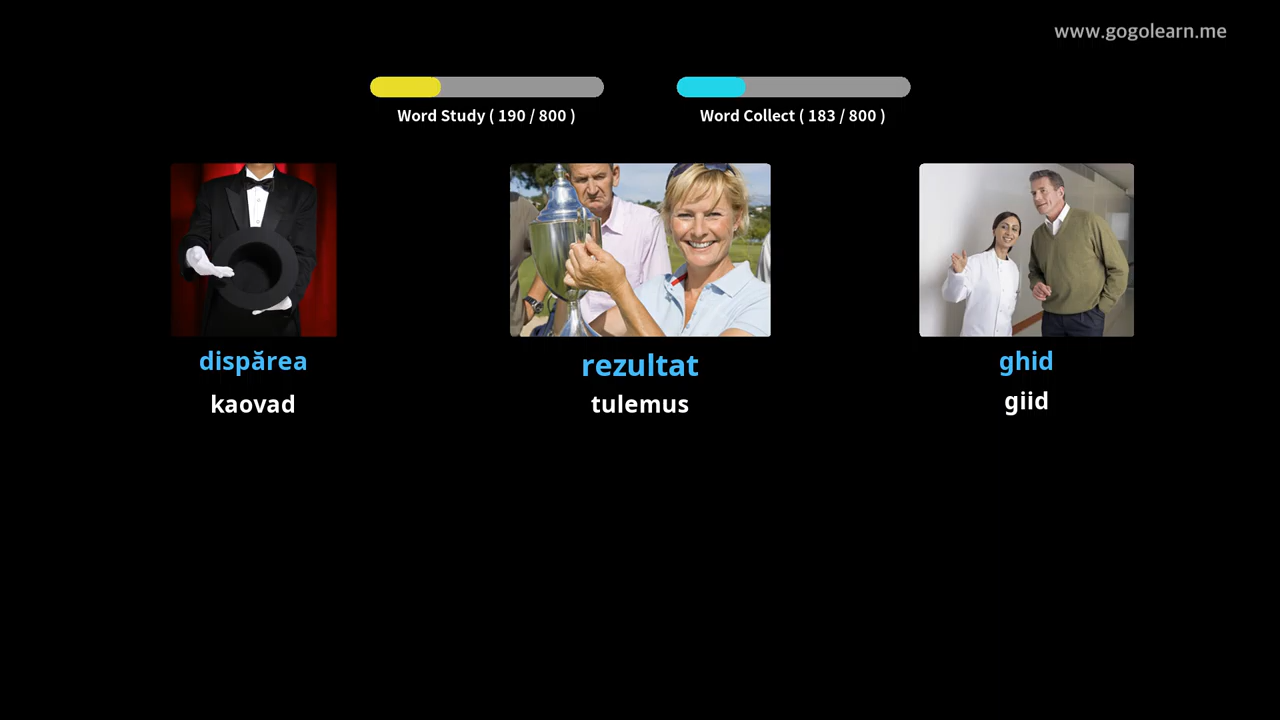 www.gogolearn.me
Word Study ( 190 / 800 )
Word Collect ( 183 / 800 )
dispărea
rezultat
ghid
kaovad
tulemus
giid